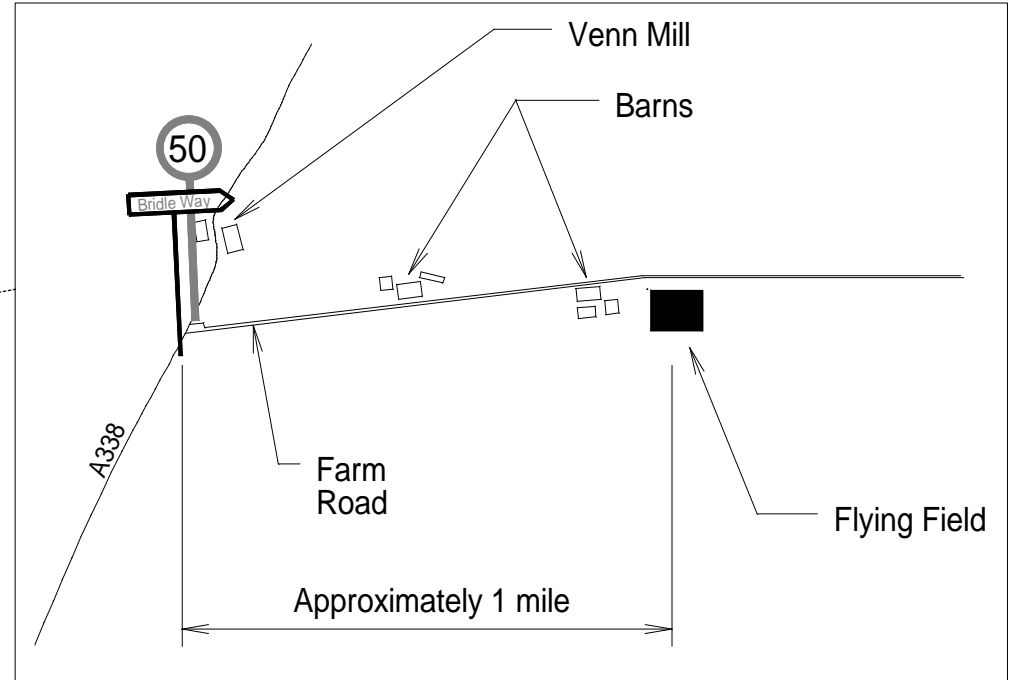 Venn Mill
Barns
50
Bridle Way
A338
Farm
Road
Flying Field
Approximately 1 mile